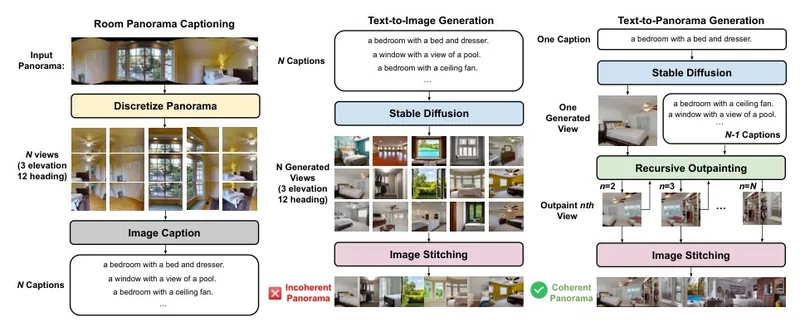 Room Panorama Captioning
Input
Panorama:
Discretize Panorama
N views
(3 elevation
12 heading)
Image Caption
N Captions
a bedroom with a bed and dresser.
a window with a view of a pool.
a bedroom with a ceiling fan.
...
Text-to-Image Generation
N Captions
a bedroom with a bed and dresser.
a window with a view of a pool.
a bedroom with a ceiling fan.
...
Stable Diffusion
N Generated
Views
(3 elevation
12 heading)
Image Stitching
Incoherent
Panorama
Text-to-Panorama Generation
One Caption
a bedroom with a bed and dresser.
Stable Diffusion
One
Generated
View
a bedroom with a ceiling fan.
a window with a view of a pool.
...
N-1 Captions
Recursive Outpainting
n=2
n=3
n=N
Outpaint nth
View
...
Image Stitching
Coherent
Panorama